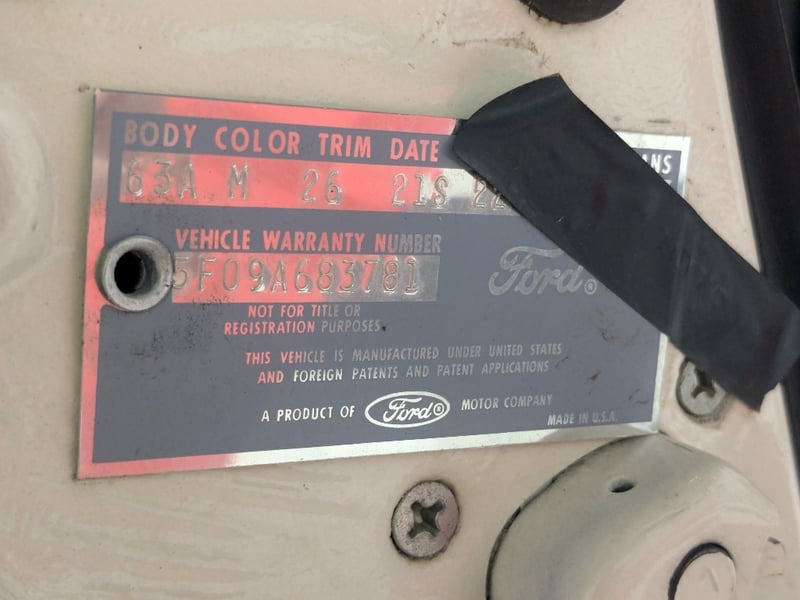 BODY COLOR TRIM DATE
63A M 26 21S 22
VEHICLE WARRANTY NUMBER
5F09A683781
Ford®
NOT FOR TITLE OR
REGISTRATION PURPOSES
THIS VEHICLE IS MANUFACTURED UNDER UNITED STATES
AND FOREIGN PATENTS AND PATENT APPLICATIONS
A PRODUCT OF Ford® MOTOR COMPANY
MADE IN U.S.A.